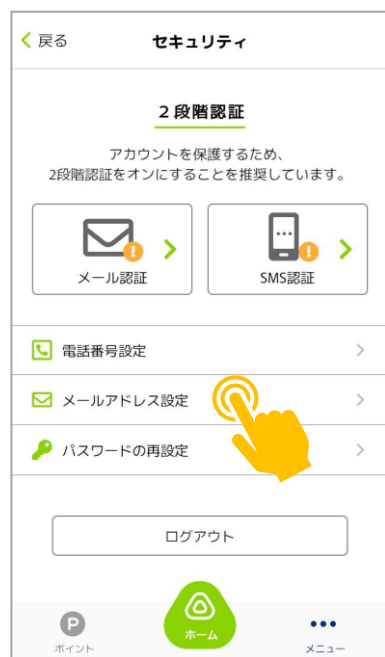 戻る
セキュリティ
2段階認証
アカウントを保護するため、
2段階認証をオンにすることを推奨しています。
メール認証
SMS認証
電話番号設定
メールアドレス設定
パスワードの再設定
ログアウト
P
ポイント
ホーム
メニュー